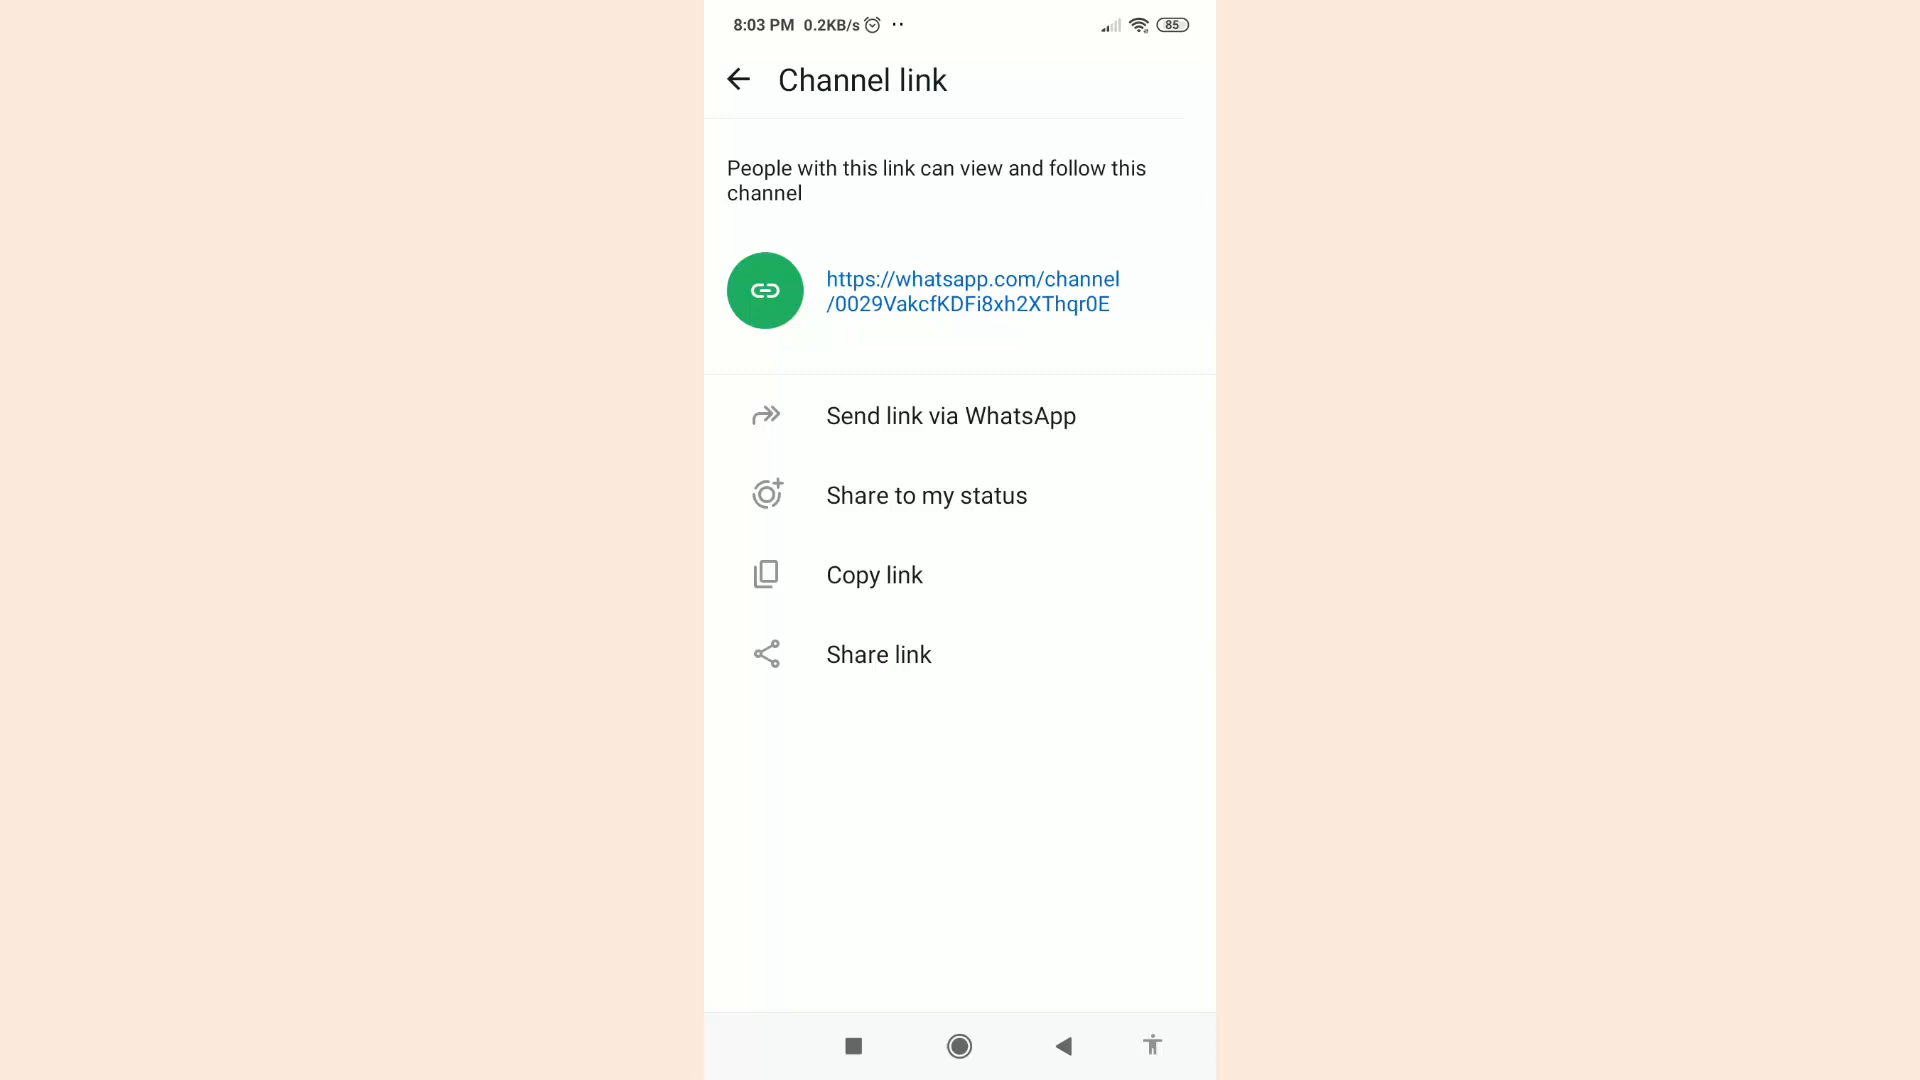 8:03 PM 0.2KB/s
85
Channel link
People with this link can view and follow this
channel
https://whatsapp.com/channel
/0029VakcfKDFi8xh2XThqr0E
Send link via WhatsApp
Share to my status
Copy link
Share link